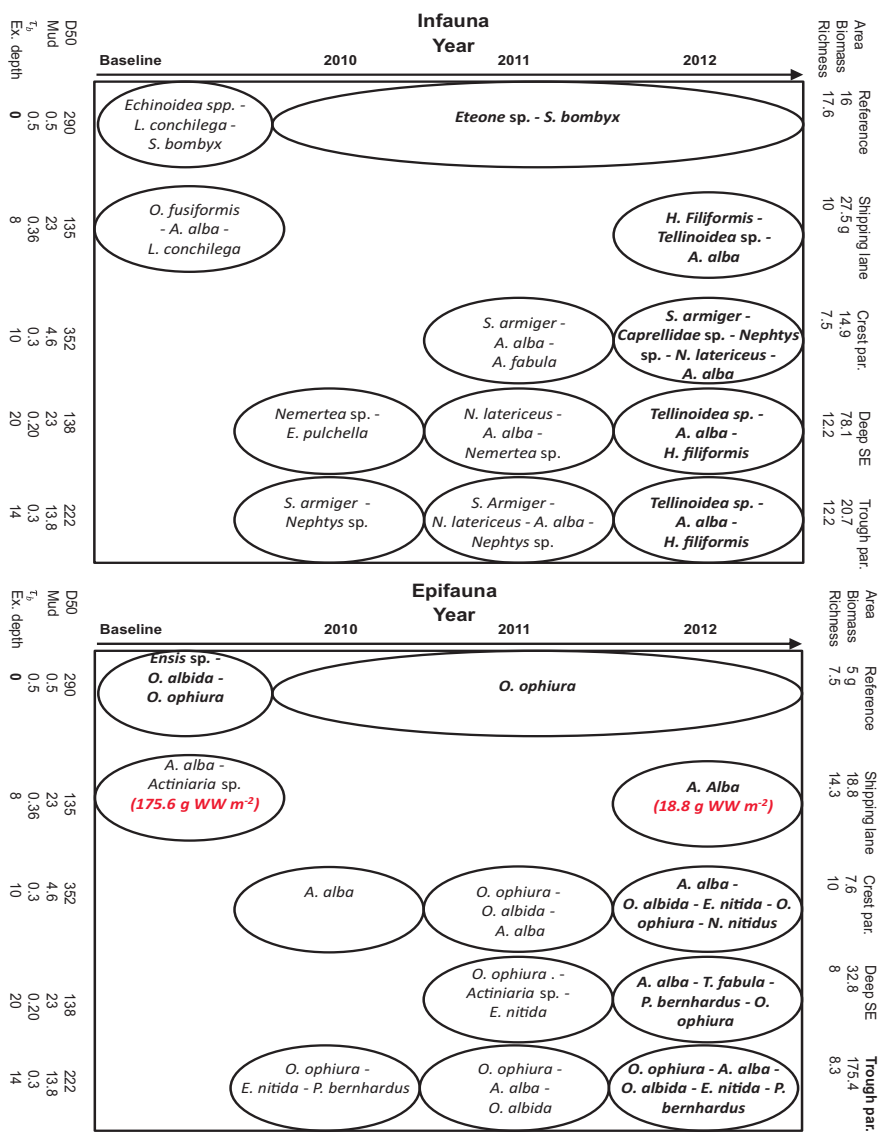 Infauna
Year
Baseline 2010 2011 2012
D50
Mud
τb
Ex. depth
Area
Biomass
Richness
290
0.5
0.5
0
Echinoidea spp. -
L. conchilega -
S. bombyx
Eteone sp. - S. bombyx
Reference
16
17.6
135
23
0.36
8
O. fusiformis
- A. alba -
L. conchilega
H. Filiformis -
Tellinoidea sp. -
A. alba
Shipping lane
27.5 g
10
352
4.6
0.3
10
S. armiger -
A. alba -
A. fabula
S. armiger -
Caprellidae sp. - Nephtys
sp. - N. latericeus -
A. alba
Crest par.
14.9
7.5
138
23
0.20
20
Nemertea sp. -
E. pulchella
N. latericeus -
A. alba -
Nemertea sp.
Tellinoidea sp. -
A. alba -
H. filiformis
Deep SE
78.1
12.2
222
13.8
0.3
14
S. armiger -
Nephtys sp.
S. Armiger -
N. latericeus - A. alba -
Nephtys sp.
Tellinoidea sp. -
A. alba -
H. filiformis
Trough par.
20.7
12.2
Epifauna
Year
Baseline 2010 2011 2012
D50
Mud
τb
Ex. depth
Area
Biomass
Richness
290
0.5
0.5
0
Ensis sp. -
O. albida -
O. ophiura
O. ophiura
Reference
5 g
7.5
135
23
0.36
8
A. alba -
Actiniaria sp.
(175.6 g WW m-2)
A. Alba
(18.8 g WW m-2)
Shipping lane
18.8
14.3
352
4.6
0.3
10
A. alba
O. ophiura -
O. albida -
A. alba
A. alba -
O. albida - E. nitida - O.
ophiura - N. nitidus
Crest par.
7.6
10
138
23
0.20
20
O. ophiura . -
Actiniaria sp. -
E. nitida
A. alba - T. fabula -
P. bernhardus - O.
ophiura
Deep SE
32.8
8
222
13.8
0.3
14
O. ophiura -
E. nitida - P. bernhardus
O. ophiura -
A. alba -
O. albida
O. ophiura - A. alba -
O. albida - E. nitida - P.
bernhardus
Trough par.
175.4
8.3